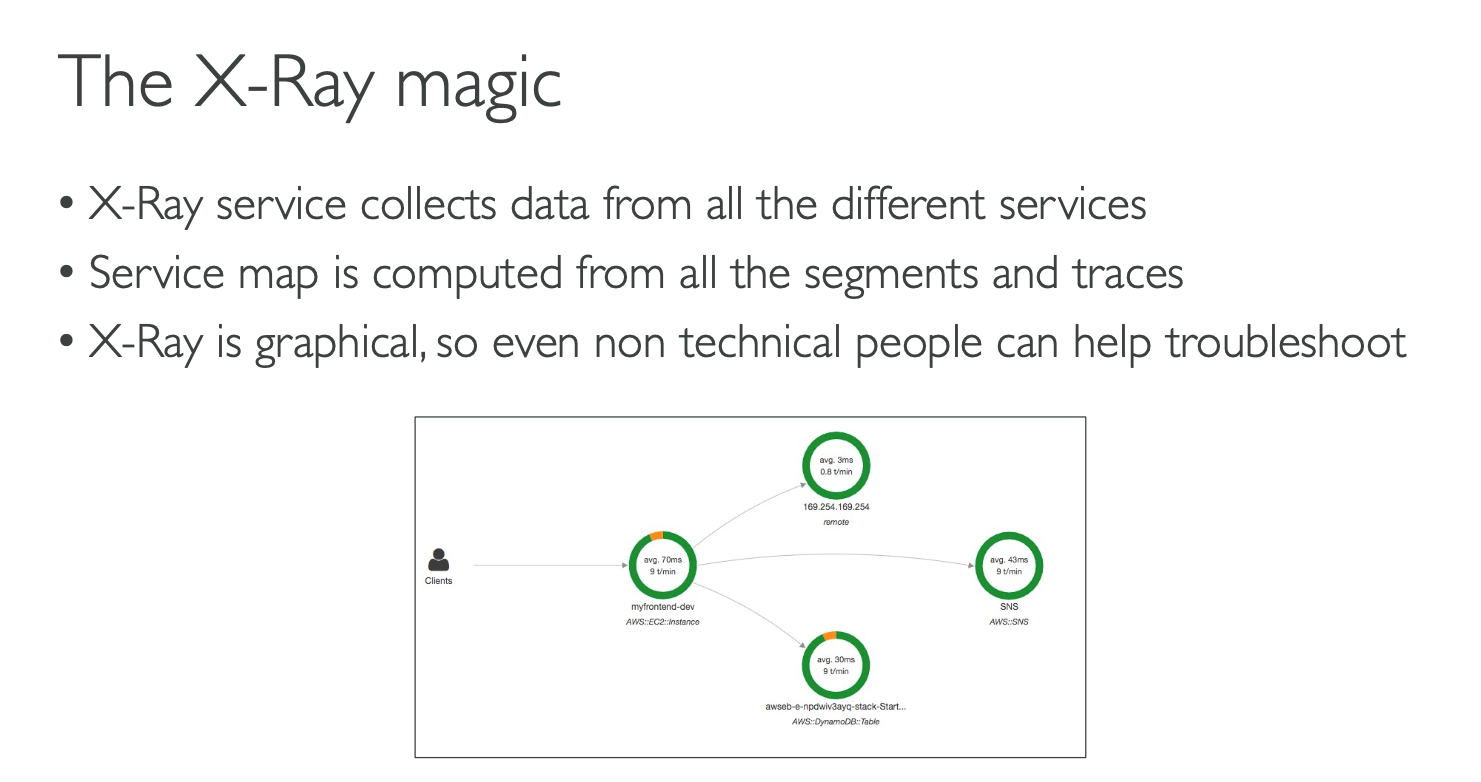 The X-Ray magic
• X-Ray service collects data from all the different services
• Service map is computed from all the segments and traces
• X-Ray is graphical, so even non technical people can help troubleshoot
avg. 3ms
0.8 t/min
169.254.169.254
remote
Clients
avg. 70ms
9 t/min
myfrontend-dev
AWS::EC2::Instance
avg. 43ms
9 t/min
SNS
AWS::SNS
avg. 30ms
9 t/min
awseb-e-npdwiv3ayq-stack-Start...
AWS::DynamoDB::Table